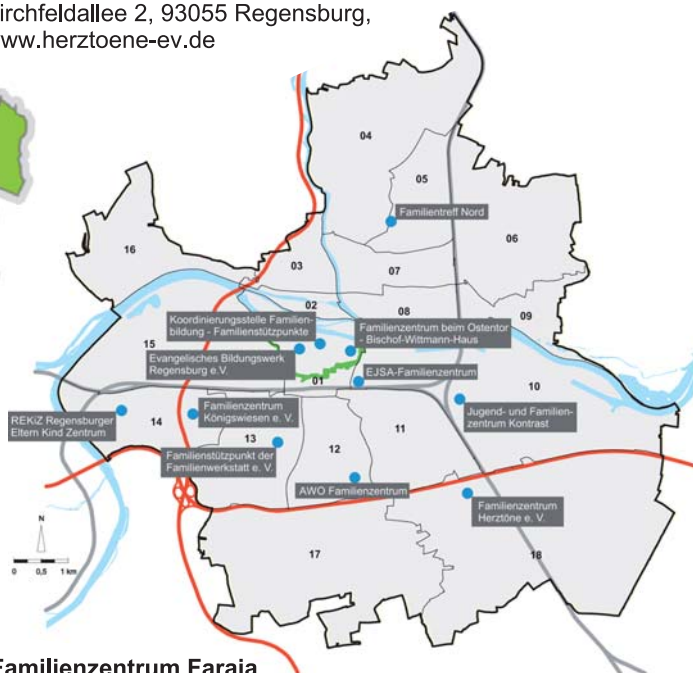 irchfeldallee 2, 93055 Regensburg,
ww.herztoene-ev.de
04
05
Familientreff Nord
06
16
03
07
02
08
09
Koordinierungsstelle Familien-
bildung - Familienstützpunkte
Familienzentrum beim Ostentor
- Bischof-Wittmann-Haus
15
Evangelisches Bildungswerk
Regensburg e.V.
EJSA-Familienzentrum
01
10
REKiZ Regensburger
Eltern Kind Zentrum
14
Familienzentrum
Königswiesen e. V.
Jugend- und Familien-
zentrum Kontrast
13
11
12
Familienstützpunkt der
Familienwerkstatt e. V.
AWO Familienzentrum
Familienzentrum
Herztöne e. V.
N
0 0,5 1 km
17
18
Familienzentrum Faraja